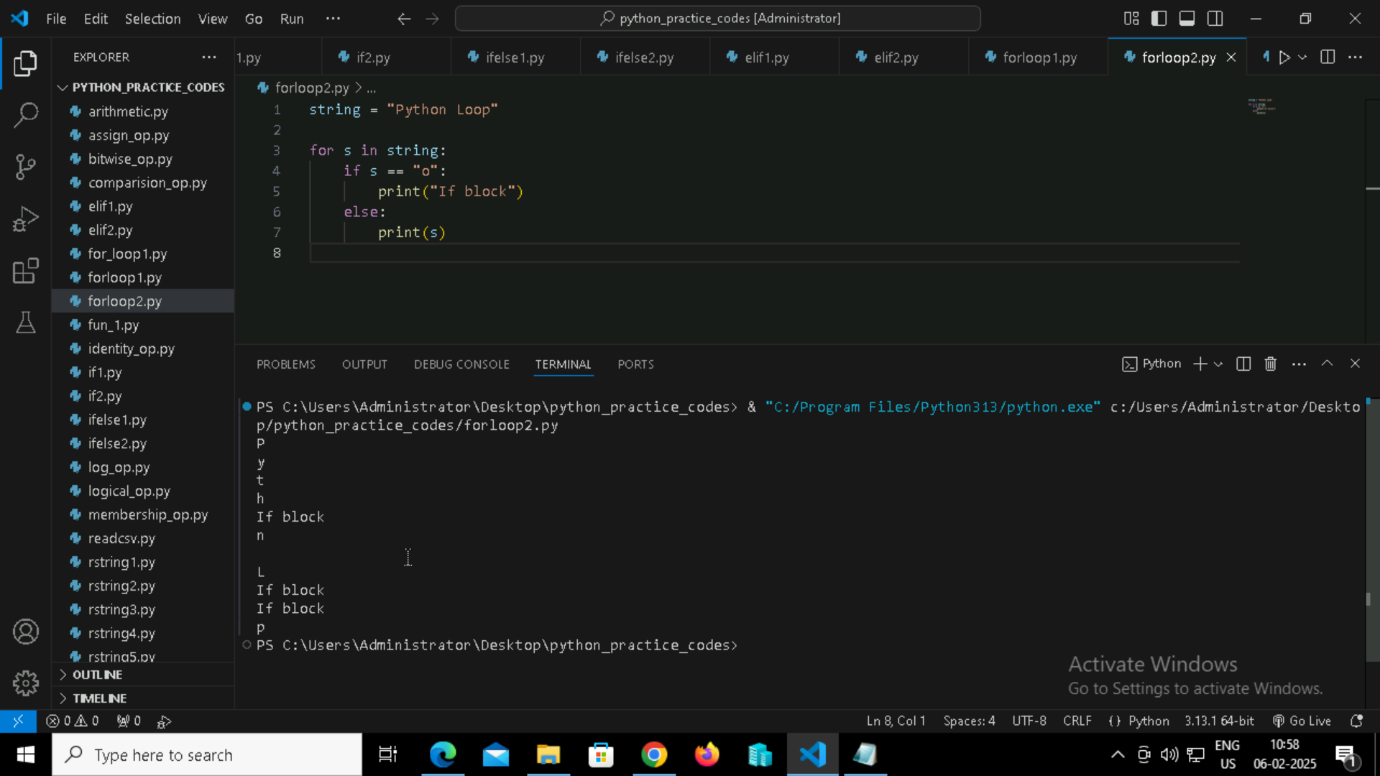 File Edit Selection View Go Run ··· python_practice_codes [Administrator]
EXPLORER ···
1.py if2.py ifelse1.py ifelse2.py elif1.py elif2.py forloop1.py forloop2.py
PYTHON_PRACTICE_CODES
arithmetic.py
assign_op.py
bitwise_op.py
comparision_op.py
elif1.py
elif2.py
for_loop1.py
forloop1.py
forloop2.py
fun_1.py
identity_op.py
if1.py
if2.py
ifelse1.py
ifelse2.py
log_op.py
logical_op.py
membership_op.py
readcsv.py
rstring1.py
rstring2.py
rstring3.py
rstring4.py
rstring5.py
OUTLINE
TIMELINE
forloop2.py > ...
1 string = "Python Loop"
2
3 for s in string:
4 if s == "o":
5 print("If block")
6 else:
7 print(s)
8
PROBLEMS OUTPUT DEBUG CONSOLE TERMINAL PORTS Python
PS C:\Users\Administrator\Desktop\python_practice_codes> & "C:/Program Files/Python313/python.exe" c:/Users/Administrator/Deskto
p/python_practice_codes/forloop2.py
P
y
t
h
If block
n
L
If block
If block
p
PS C:\Users\Administrator\Desktop\python_practice_codes>
Activate Windows
Go to Settings to activate Windows.
0 0 0 Ln 8, Col 1 Spaces: 4 UTF-8 CRLF {} Python 3.13.1 64-bit Go Live
Type here to search
ENG
US
10:58
06-02-2025
1